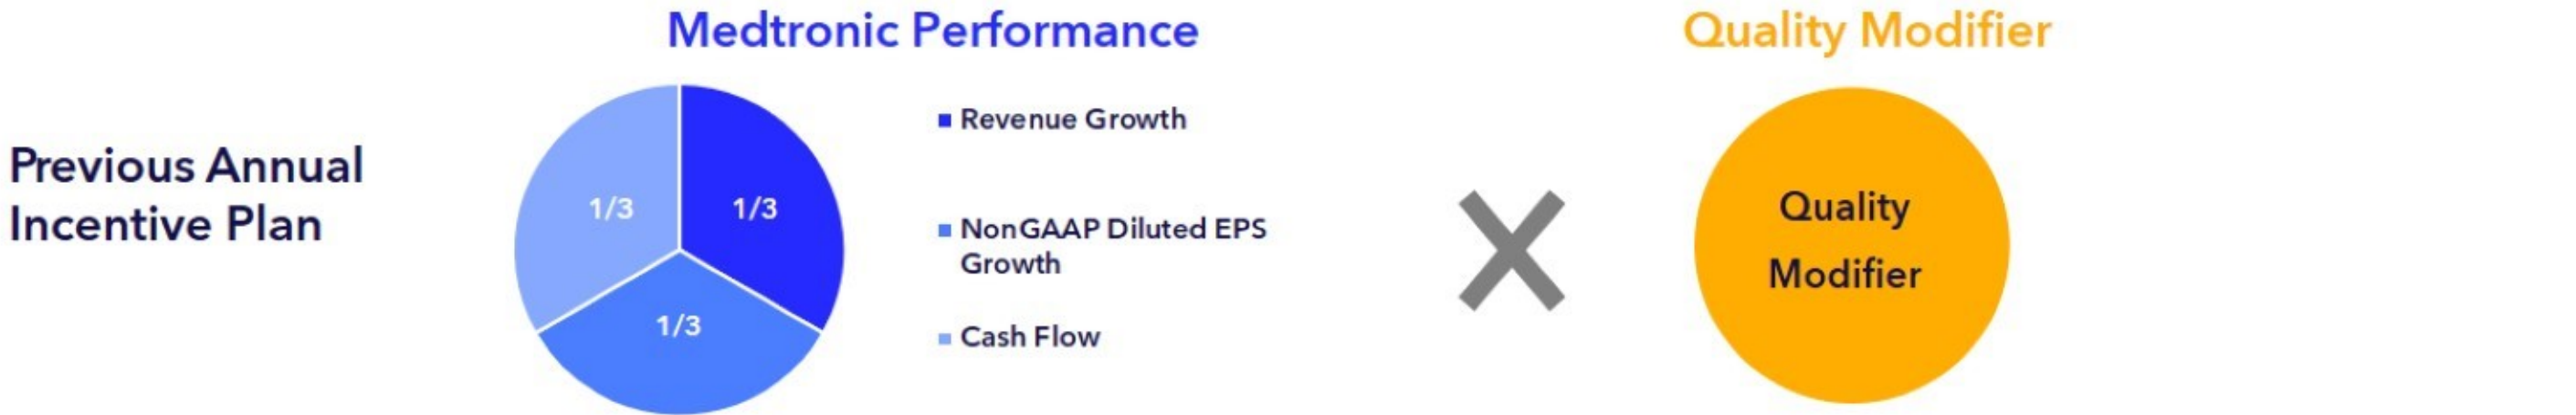 Medtronic Performance
Quality Modifier
Previous Annual
Incentive Plan
1/3
1/3
1/3
Revenue Growth
NonGAAP Diluted EPS
Growth
Cash Flow
Quality
Modifier